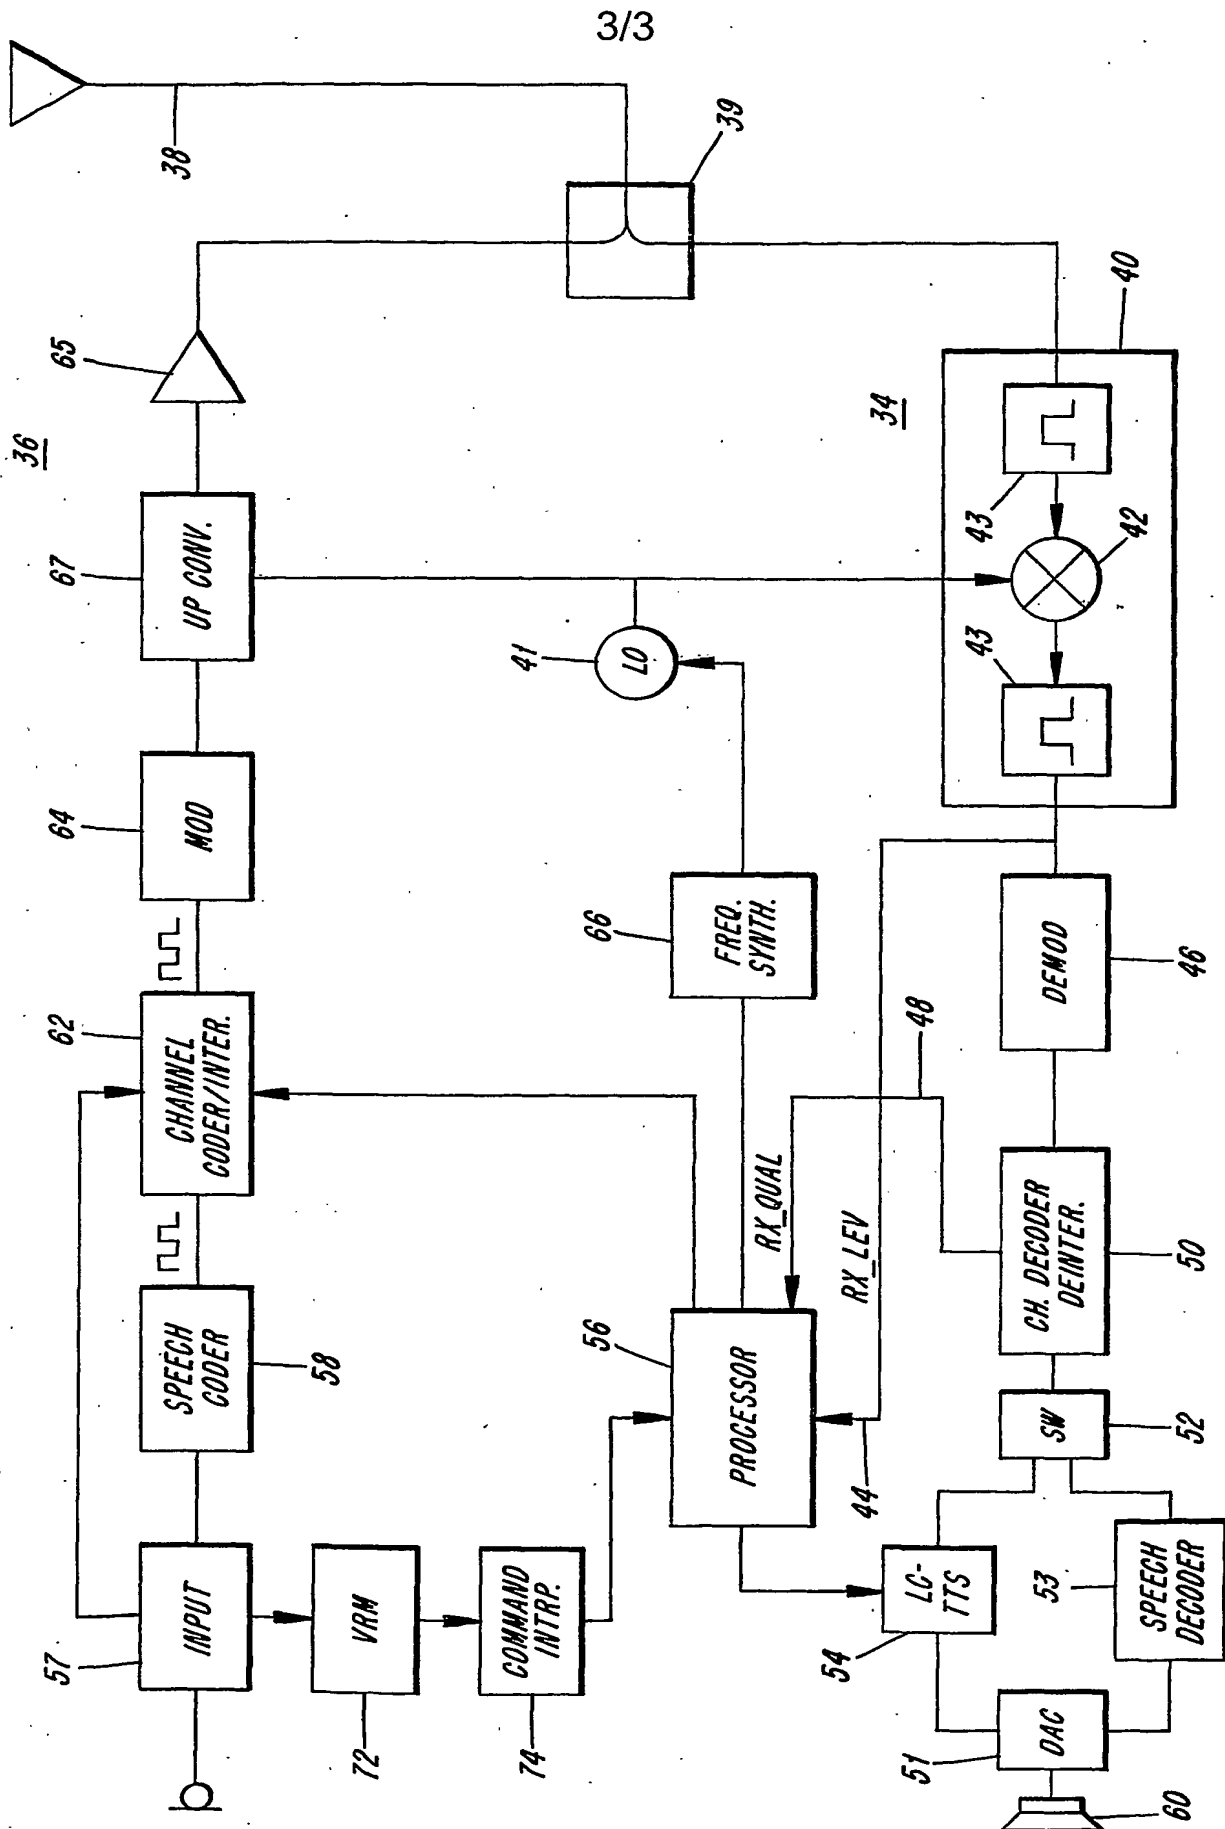 3/3
38
39
65
36
40
34
67
UP CONV.
43
42
43
41
LO
64
MOD
66
FREQ.
SYNTH.
46
DEMOD
62
CHANNEL
CODER/INTER.
48
RX_QUAL
RX_LEV
50
CH. DECODER
DEINTER.
58
SPEECH
CODER
56
PROCESSOR
52
SW
44
57
INPUT
VRM
72
COMMAND
INTRP.
74
LC-
TTS
54
53
SPEECH
DECODER
51
DAC
60